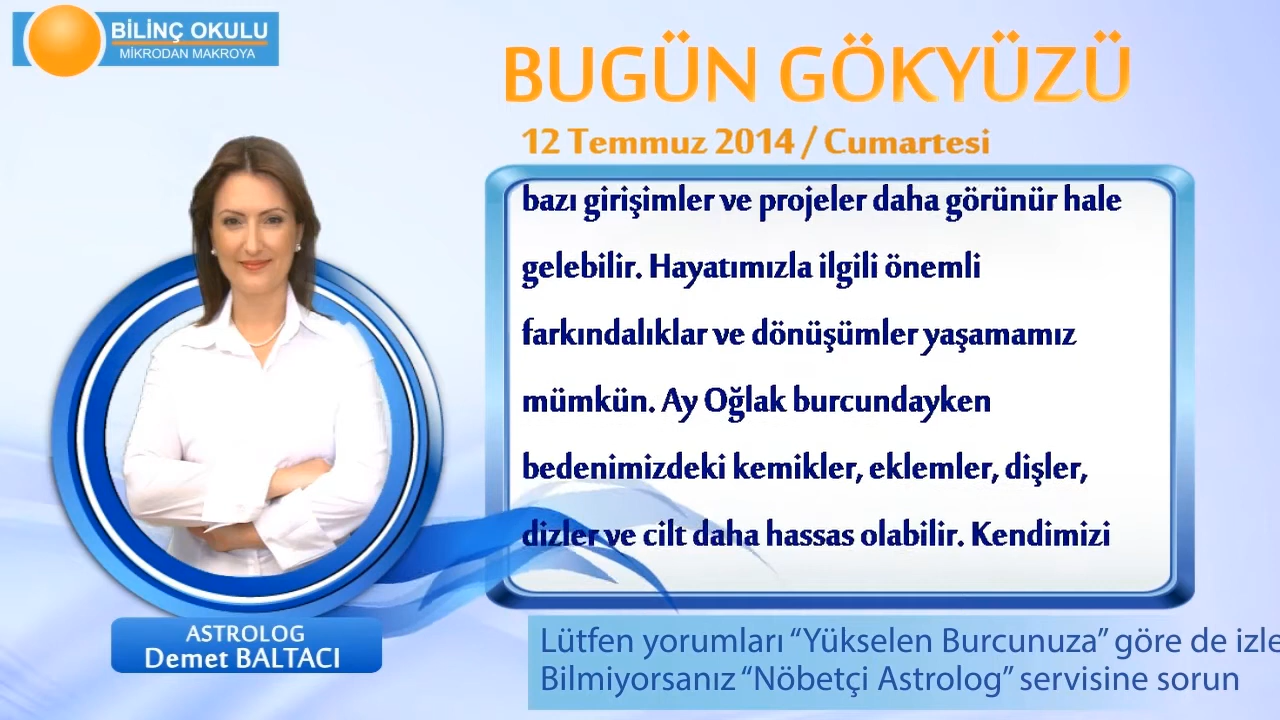 BİLİNÇ OKULU
MİKRODAN MAKROYA
BUGÜN GÖKYÜZÜ
12 Temmuz 2014 / Cumartesi
bazı girişimler ve projeler daha görünür hale
gelebilir. Hayatımızla ilgili önemli
farkındalıklar ve dönüşümler yaşamamız
mümkün. Ay Oğlak burcundayken
bedenimizdeki kemikler, eklemler, dişler,
dizler ve cilt daha hassas olabilir. Kendimizi
ASTROLOG
Demet BALTACI
Lütfen yorumları “Yükselen Burcunuza” göre de izle
Bilmiyorsanız “Nöbetçi Astrolog” servisine sorun